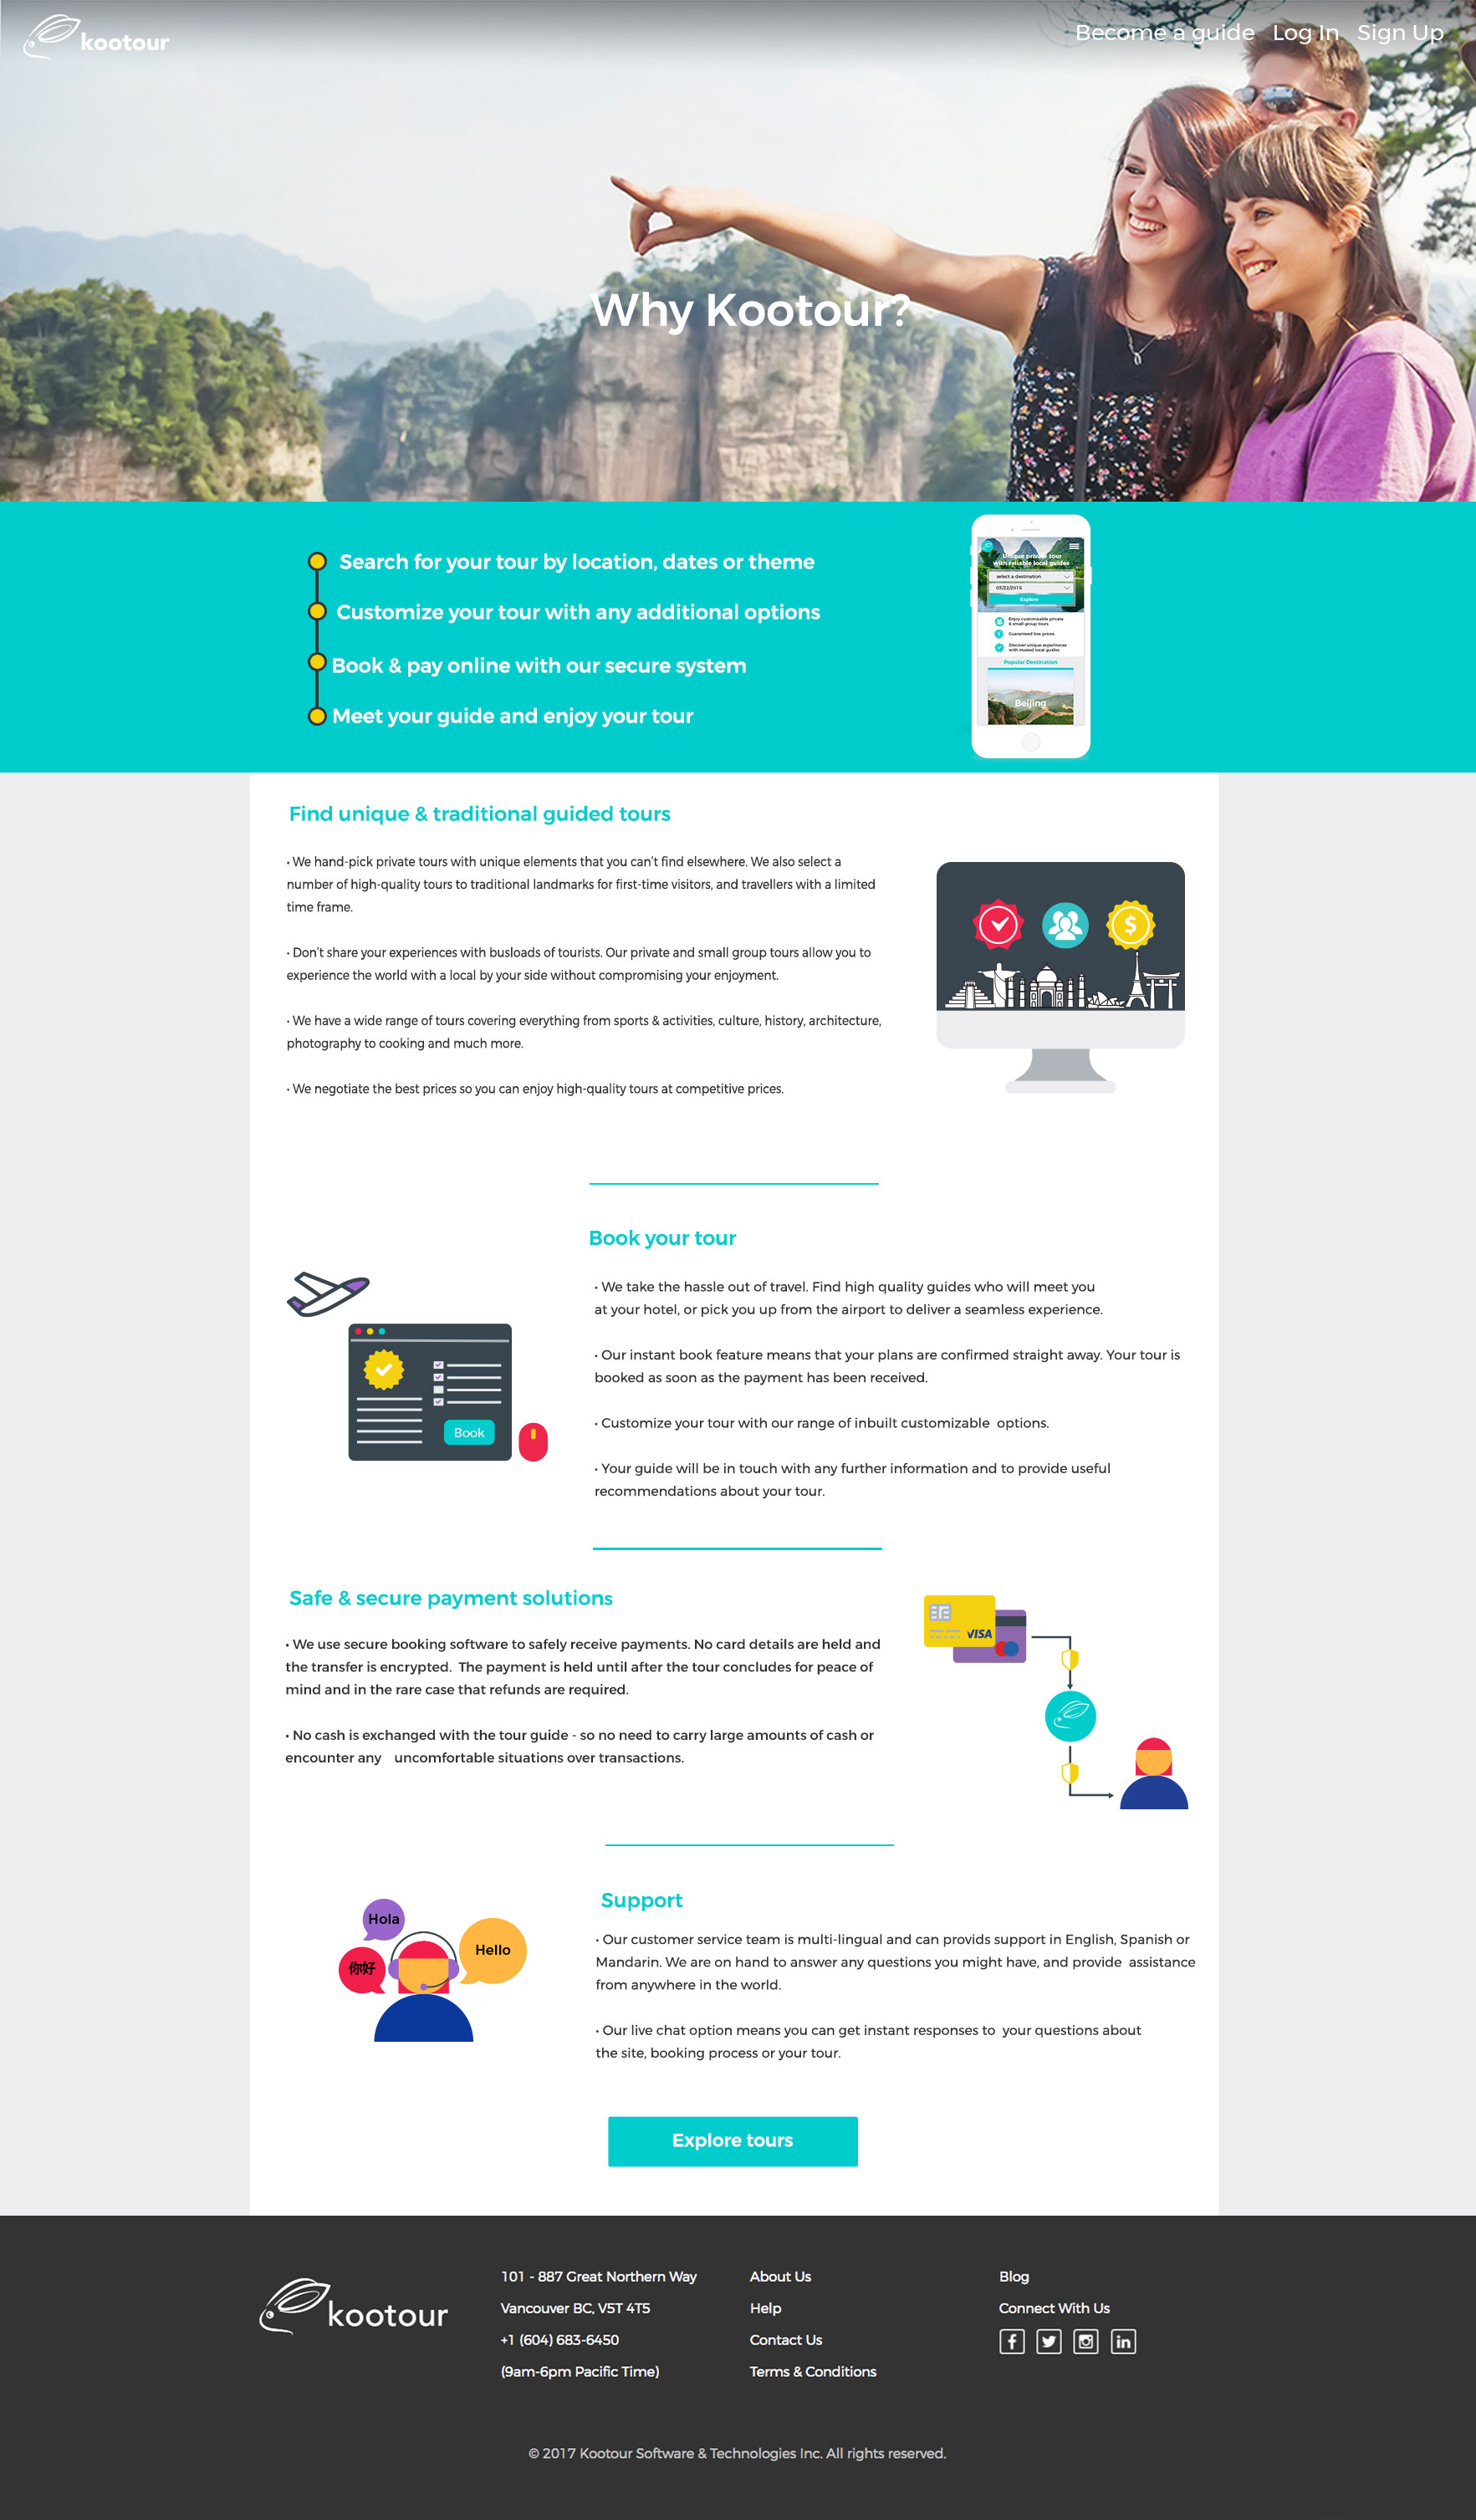 kootour
Become a guide Log In Sign Up
Why Kootour?
Search for your tour by location, dates or theme
Customize your tour with any additional options
Book & pay online with our secure system
Meet your guide and enjoy your tour
Unique private tour
with reliable local guides
select a destination
03/22/2015
Explore
Enjoy customisable private
& small group tours
Guaranteed low prices
Discover unique experiences
with trusted local guides
Popular Destination
Beijing
Find unique & traditional guided tours
• We hand-pick private tours with unique elements that you can't find elsewhere. We also select a
number of high-quality tours to traditional landmarks for first-time visitors, and travellers with a limited
time frame.
• Don't share your experiences with busloads of tourists. Our private and small group tours allow you to
experience the world with a local by your side without compromising your enjoyment.
• We have a wide range of tours covering everything from sports & activities, culture, history, architecture,
photography to cooking and much more.
• We negotiate the best prices so you can enjoy high-quality tours at competitive prices.
$
Book your tour
• We take the hassle out of travel. Find high quality guides who will meet you
at your hotel, or pick you up from the airport to deliver a seamless experience.
• Our instant book feature means that your plans are confirmed straight away. Your tour is
booked as soon as the payment has been received.
• Customize your tour with our range of inbuilt customizable options.
• Your guide will be in touch with any further information and to provide useful
recommendations about your tour.
Book
Safe & secure payment solutions
• We use secure booking software to safely receive payments. No card details are held and
the transfer is encrypted. The payment is held until after the tour concludes for peace of
mind and in the rare case that refunds are required.
• No cash is exchanged with the tour guide - so no need to carry large amounts of cash or
encounter any uncomfortable situations over transactions.
VISA
Hola
Hello
你好
Support
• Our customer service team is multi-lingual and can provids support in English, Spanish or
Mandarin. We are on hand to answer any questions you might have, and provide assistance
from anywhere in the world.
• Our live chat option means you can get instant responses to your questions about
the site, booking process or your tour.
Explore tours
kootour
101 - 887 Great Northern Way
Vancouver BC, V5T 4T5
+1 (604) 683-6450
(9am-6pm Pacific Time)
About Us
Help
Contact Us
Terms & Conditions
Blog
Connect With Us
© 2017 Kootour Software & Technologies Inc. All rights reserved.